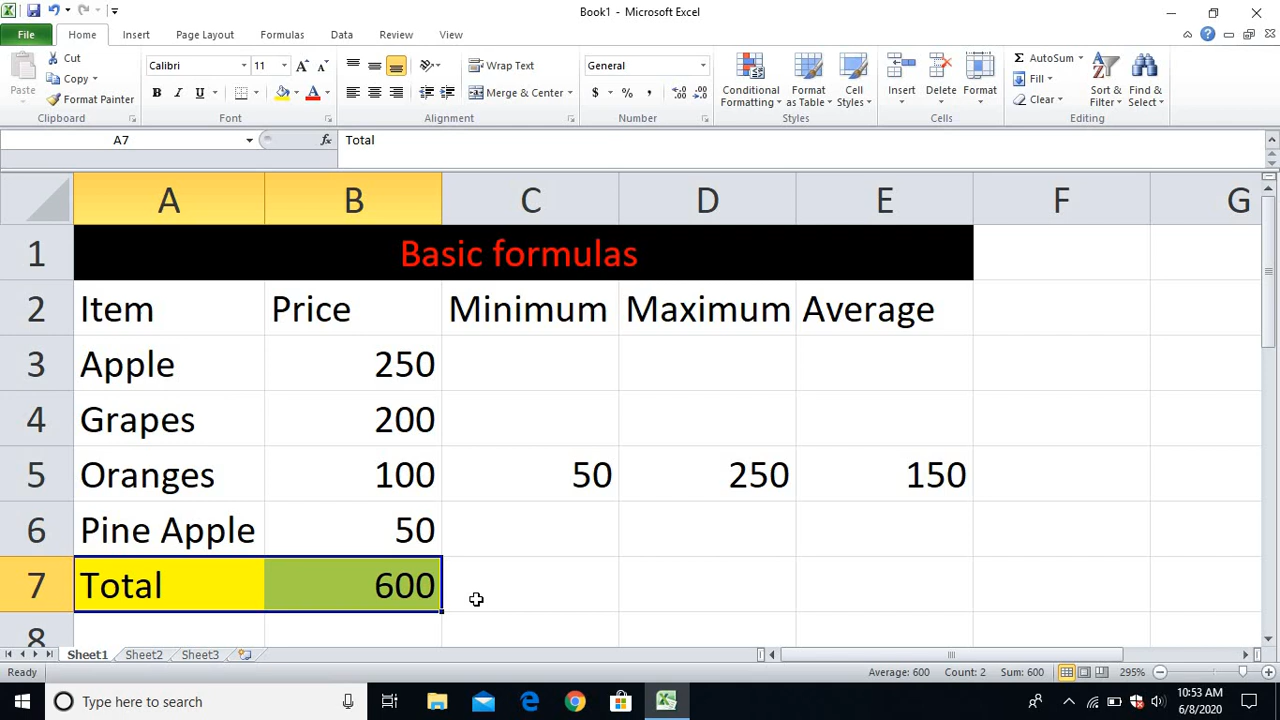 Book1 - Microsoft Excel
File Home Insert Page Layout Formulas Data Review View
Paste
Cut
Copy
Format Painter
Clipboard
Calibri 11
B I U A
Font
Wrap Text
Merge & Center
Alignment
General
$ % ,
Number
Conditional Formatting
Format as Table
Cell Styles
Styles
Insert Delete Format
Cells
AutoSum
Fill
Clear
Sort & Filter
Find & Select
Editing
A7 fx Total
A B C D E F G
1 Basic formulas
2 Item Price Minimum Maximum Average
3 Apple 250
4 Grapes 200
5 Oranges 100 50 250 150
6 Pine Apple 50
7 Total 600
8
Sheet1 Sheet2 Sheet3
Ready Average: 600 Count: 2 Sum: 600 295%
Type here to search
10:53 AM
6/8/2020